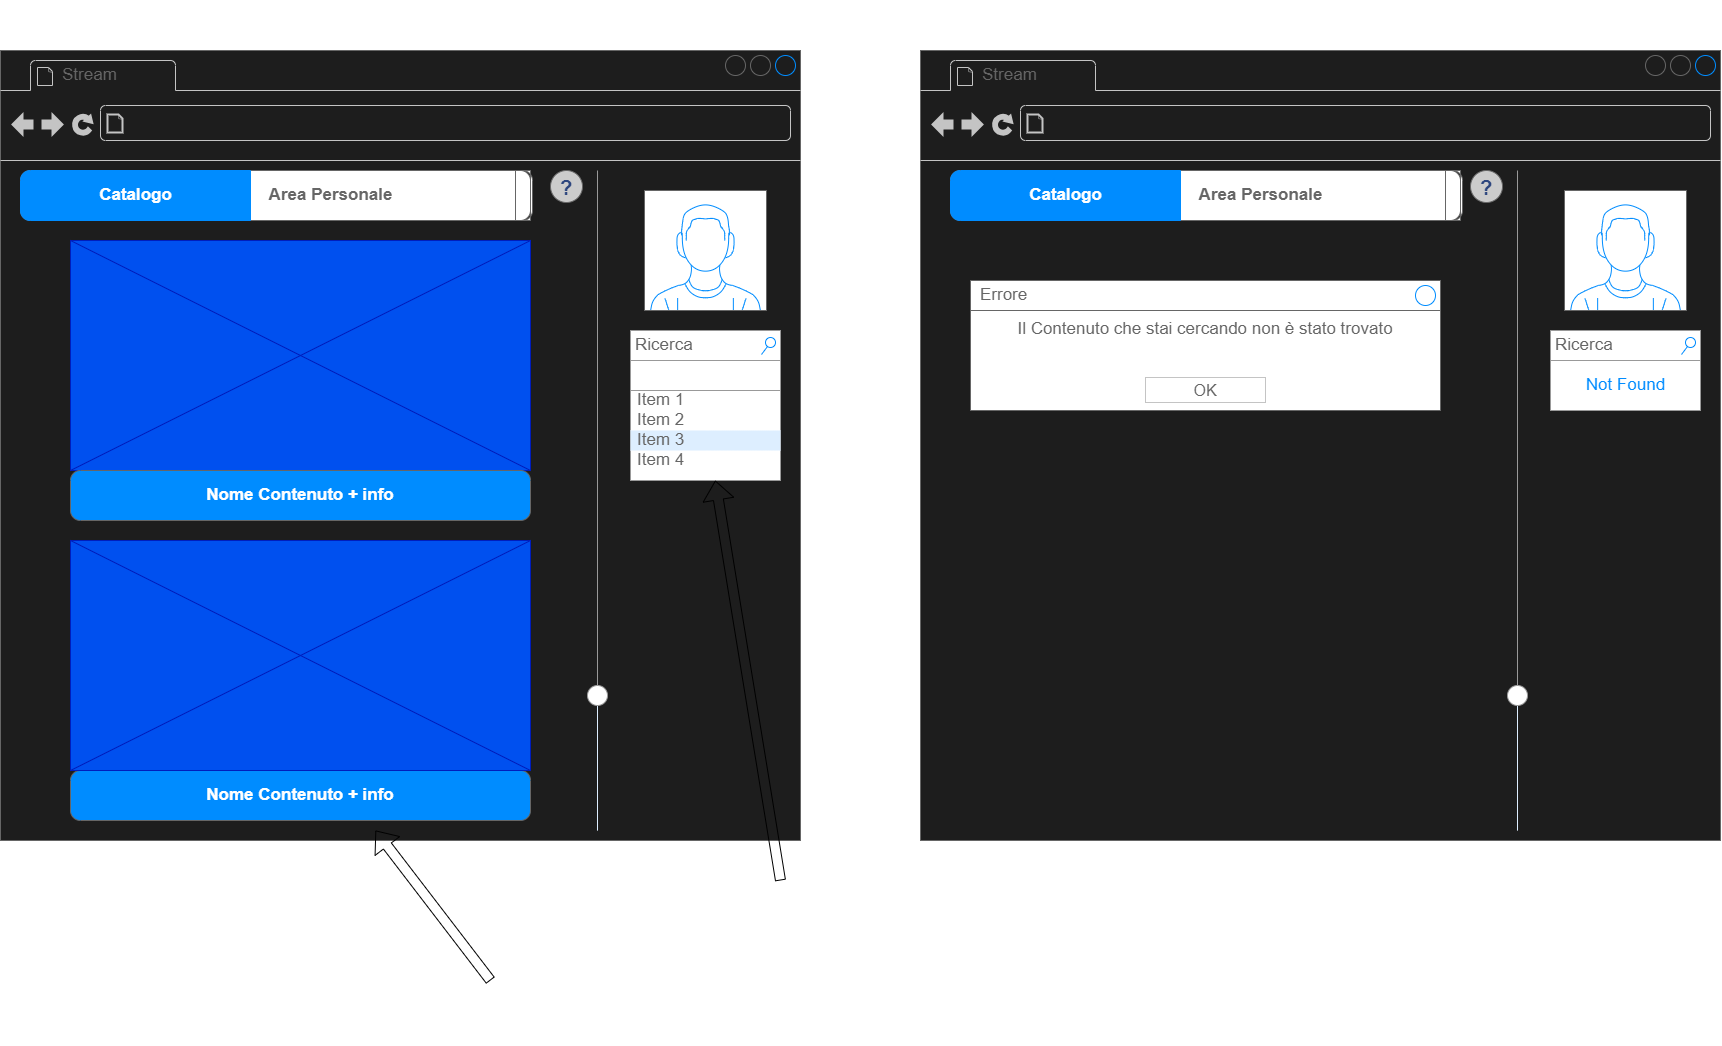 Stream
Catalogo
Area Personale
?
Ricerca
Item 1
Item 2
Item 3
Item 4
Nome Contenuto + info
Nome Contenuto + info
Stream
Catalogo
Area Personale
?
Errore
Il Contenuto che stai cercando non è stato trovato
OK
Ricerca
Not Found